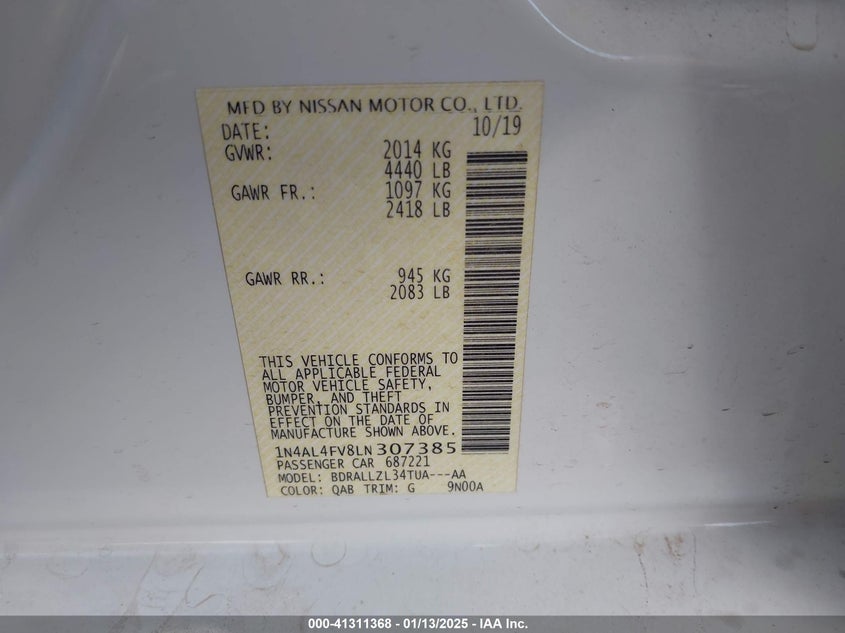 MFD BY NISSAN MOTOR CO., LTD.
DATE: 10/19
GVWR: 2014 KG
4440 LB
GAWR FR.: 1097 KG
2418 LB
GAWR RR.: 945 KG
2083 LB
THIS VEHICLE CONFORMS TO
ALL APPLICABLE FEDERAL
MOTOR VEHICLE SAFETY,
BUMPER, AND THEFT
PREVENTION STANDARDS IN
EFFECT ON THE DATE OF
MANUFACTURE SHOWN ABOVE.
1N4AL4FV8LN307385
PASSENGER CAR 687221
MODEL: BDRALLZL34TUA---AA
COLOR: QAB TRIM: G 9N00A
000-41311368 - 01/13/2025 - IAA Inc.